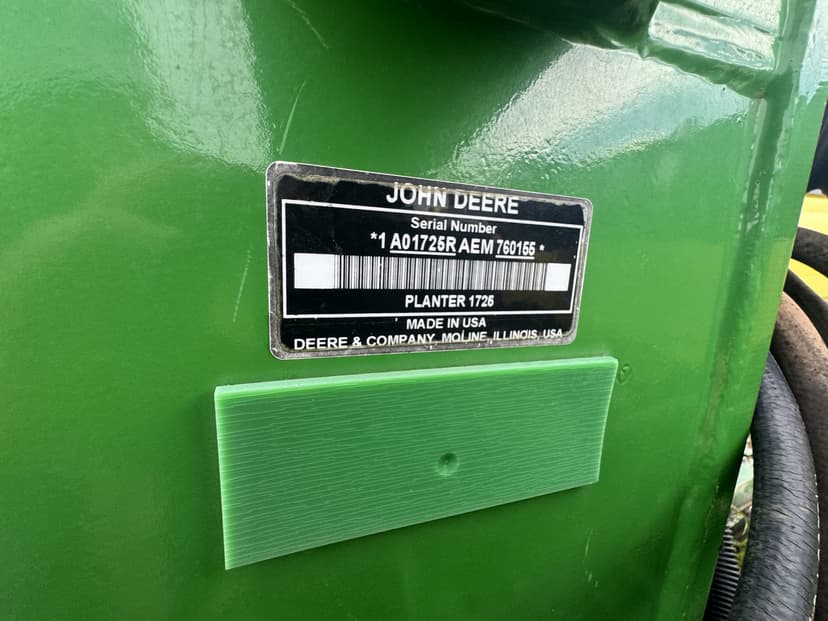 JOHN DEERE
Serial Number
*1 A01725R AEM 760155 *
PLANTER 1725
MADE IN USA
DEERE & COMPANY, MOLINE, ILLINOIS, USA